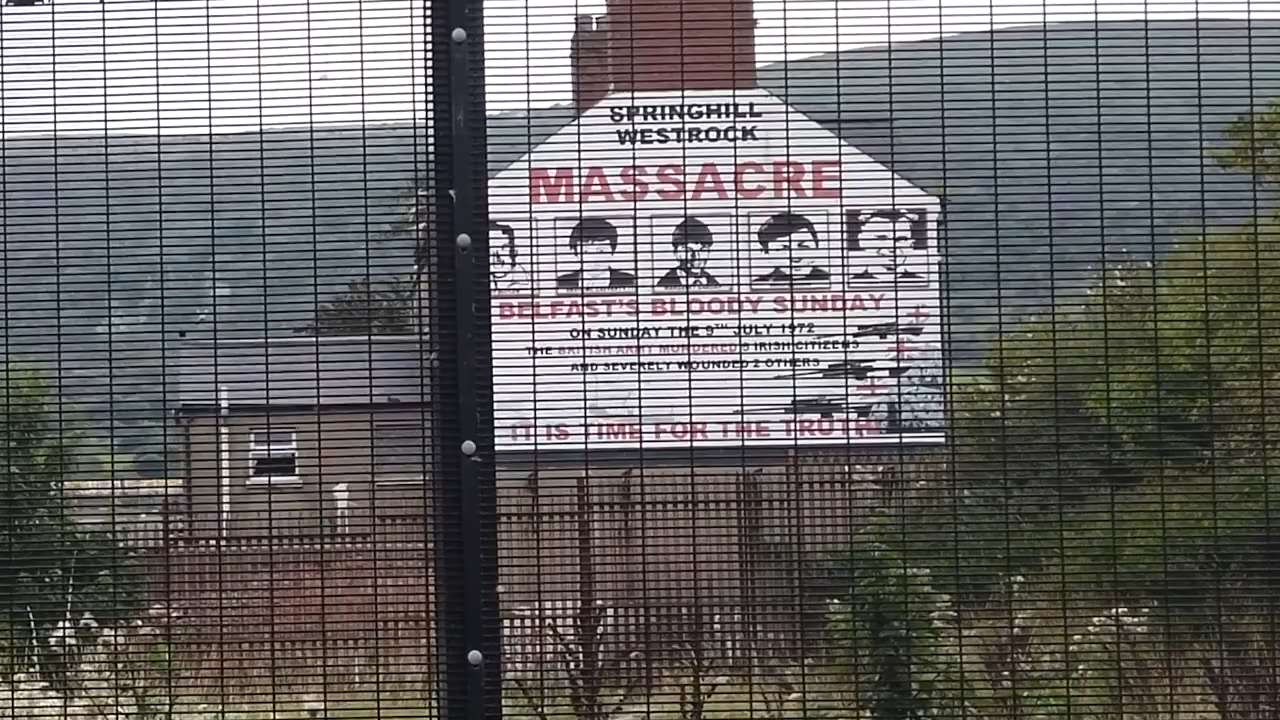 SPRINGHILL
WESTROCK
MASSACRE
BELFAST'S BLOODY SUNDAY
ON SUNDAY THE 9TH JULY 1972
THE BRITISH ARMY MURDERED 5 IRISH CITIZENS
AND SEVERELY WOUNDED 2 OTHERS
IT IS TIME FOR THE TRUTH